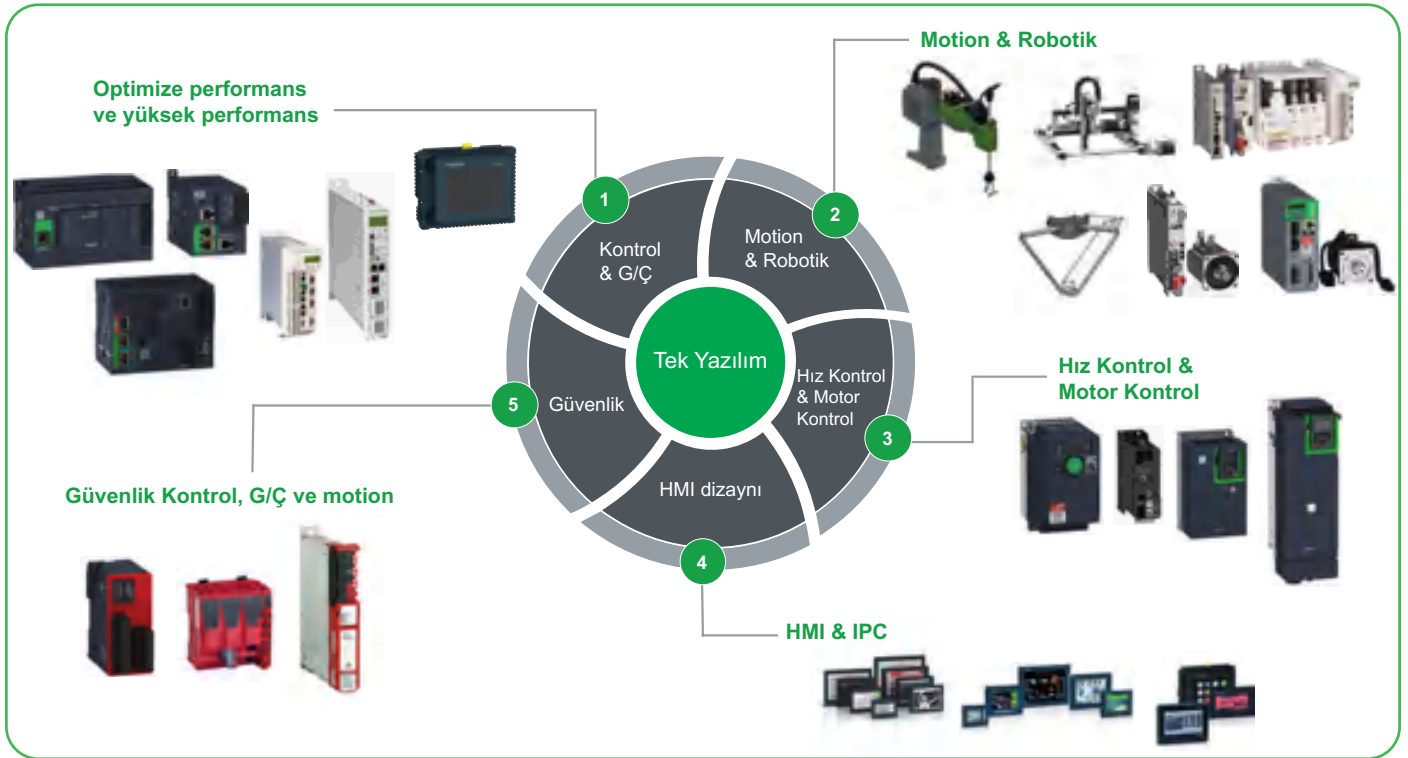 Optimize performans
ve yüksek performans
Motion & Robotik
1
Kontrol
& G/Ç
2
Motion
& Robotik
Tek Yazılım
Hız Kontrol
& Motor
Kontrol
3
Hız Kontrol &
Motor Kontrol
5
Güvenlik
HMI dizaynı
4
Güvenlik Kontrol, G/Ç ve motion
HMI & IPC